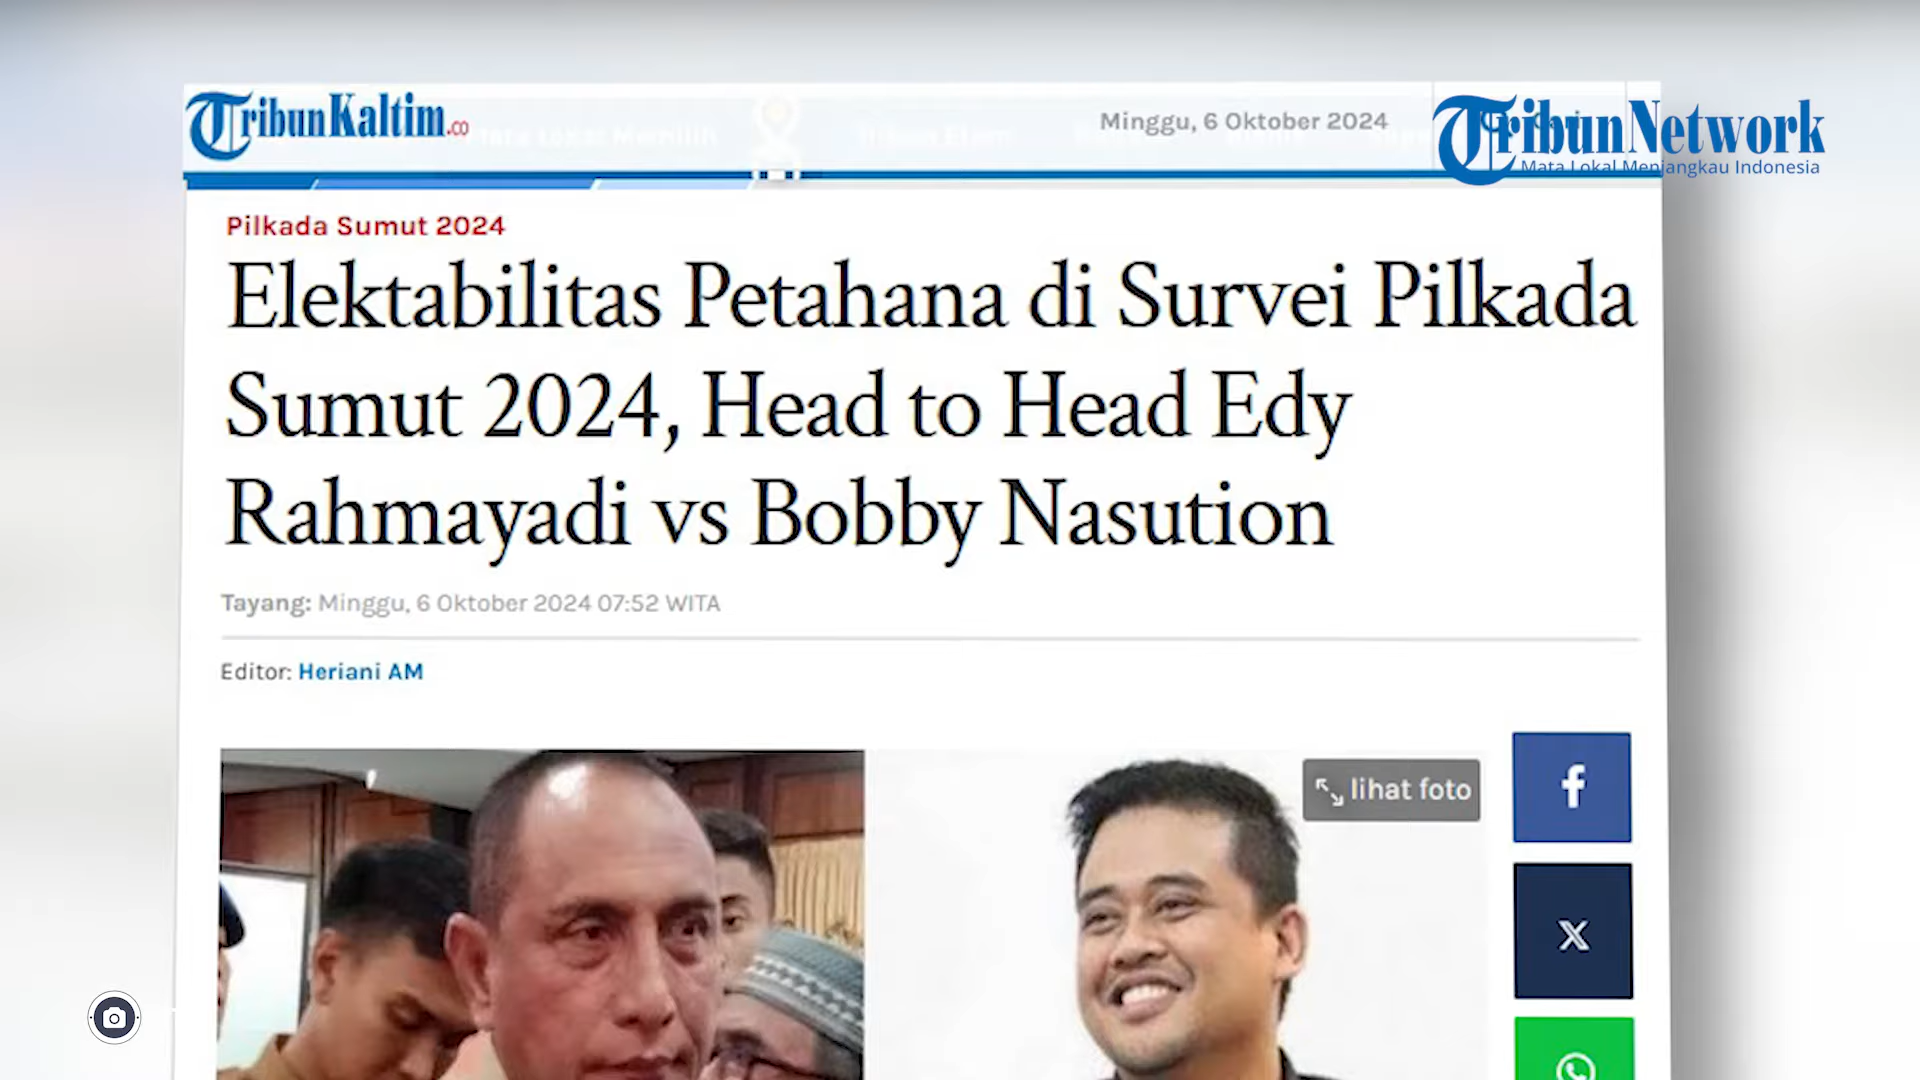 TribunKaltim.co
Minggu, 6 Oktober 2024
TribunNetwork
Mata Lokal Menjangkau Indonesia
Pilkada Sumut 2024
Elektabilitas Petahana di Survei Pilkada
Sumut 2024, Head to Head Edy
Rahmayadi vs Bobby Nasution
Tayang: Minggu, 6 Oktober 2024 07:52 WITA
Editor: Heriani AM
lihat foto